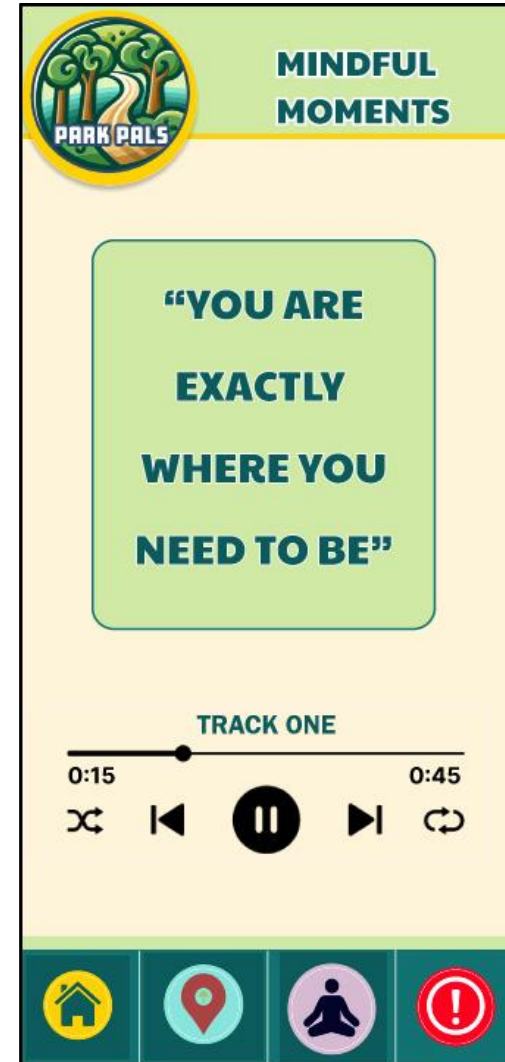 PARK PALS
MINDFUL
MOMENTS
“YOU ARE
EXACTLY
WHERE YOU
NEED TO BE”
TRACK ONE
0:15 0:45